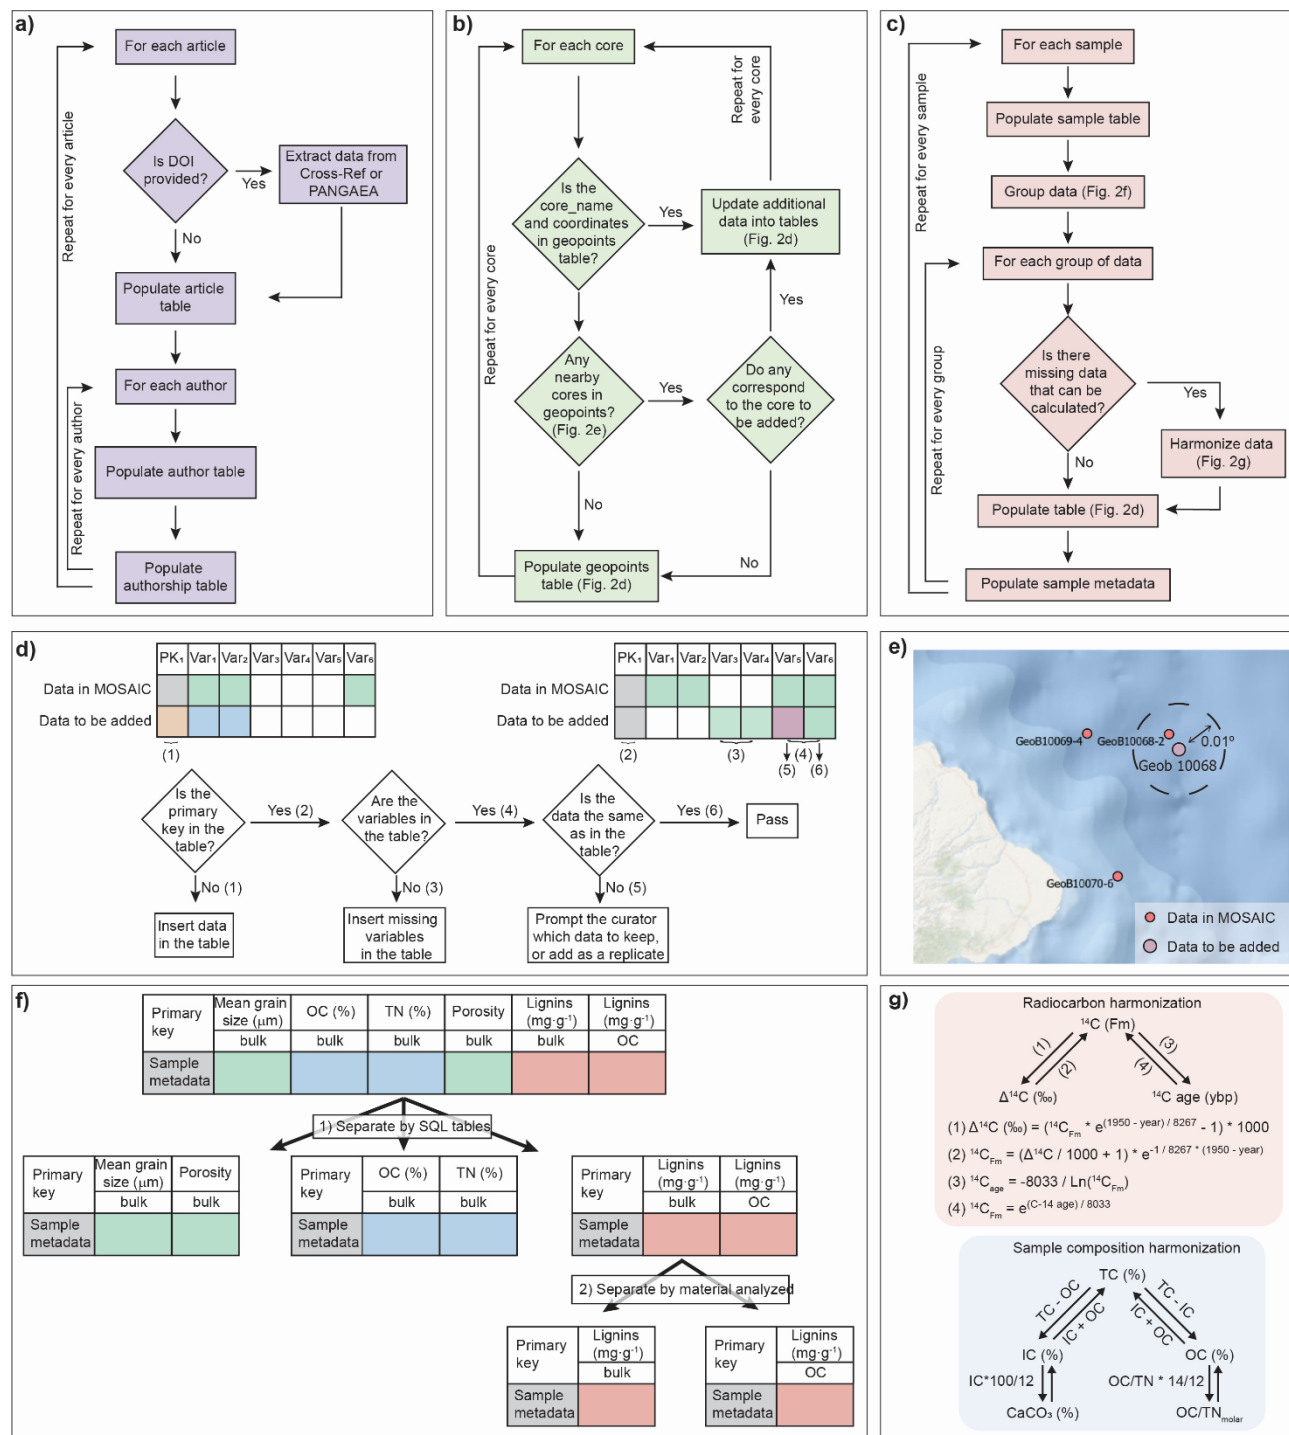 a)
For each article
Is DOI
provided?
Yes
Extract data from
Cross-Ref or
PANGAEA
No
Populate article
table
For each author
Populate author table
Populate
authorship table
Repeat for every article
Repeat for every author
b)
For each core
Repeat for
every core
Is the
core_name
and coordinates
in geopoints
table?
Yes
Update additional
data into tables
(Fig. 2d)
Yes
Any
nearby
cores in
geopoints?
(Fig. 2e)
Yes
Do any
correspond
to the core to
be added?
No
No
Populate geopoints
table (Fig. 2d)
Repeat for every core
c)
For each sample
Populate sample table
Group data (Fig. 2f)
For each group of data
Is there
missing data
that can be
calculated?
Yes
Harmonize data
(Fig. 2g)
No
Populate table (Fig. 2d)
Populate sample metadata
Repeat for every sample
Repeat for every group
d)
PK₁ Var₁ Var₂ Var₃ Var₄ Var₅ Var₆
Data in MOSAIC
Data to be added
(1)
PK₁ Var₁ Var₂ Var₃ Var₄ Var₅ Var₆
Data in MOSAIC
Data to be added
(2) (3) (4)
(5) (6)
Is the
primary
key in the
table?
Yes (2)
Are the
variables in
the table?
Yes (4)
Is the
data the same
as in the
table?
Yes (6)
Pass
No (1)
No (3)
No (5)
Insert data
in the table
Insert missing
variables
in the table
Prompt the curator
which data to keep,
or add as a replicate
e)
GeoB10069-4
GeoB10068-2
0.01º
Geob 10068
GeoB10070-6
Data in MOSAIC
Data to be added
f)
Primary
key
Mean grain
size (µm)
OC (%)
TN (%)
Porosity
Lignins
(mg·g⁻¹)
Lignins
(mg·g⁻¹)
bulk bulk bulk bulk bulk OC
Sample
metadata
1) Separate by SQL tables
Primary
key
Mean grain
size (µm)
Porosity
bulk bulk
Sample
metadata
Primary
key
OC (%)
TN (%)
bulk bulk
Sample
metadata
Primary
key
Lignins
(mg·g⁻¹)
Lignins
(mg·g⁻¹)
bulk OC
Sample
metadata
2) Separate by material analyzed
Primary
key
Lignins
(mg·g⁻¹)
bulk
Sample
metadata
Primary
key
Lignins
(mg·g⁻¹)
OC
Sample
metadata
g)
Radiocarbon harmonization
¹⁴C (Fm)
(1)
(2)
(3)
(4)
Δ¹⁴C (‰)
¹⁴C age (ybp)
(1) Δ¹⁴C (‰) = (¹⁴C_Fm * e^(1950 - year) / 8267 - 1) * 1000
(2) ¹⁴C_Fm = (Δ¹⁴C / 1000 + 1) * e^-1 / 8267 * (1950 - year)
(3) ¹⁴C_age = -8033 / Ln(¹⁴C_Fm)
(4) ¹⁴C_Fm = e^(C-14 age) / 8033
Sample composition harmonization
TC (%)
TC - OC
IC + OC
TC - IC
IC + OC
IC (%)
OC (%)
IC*100/12
OC/TN * 14/12
CaCO₃ (%)
OC/TN_molar